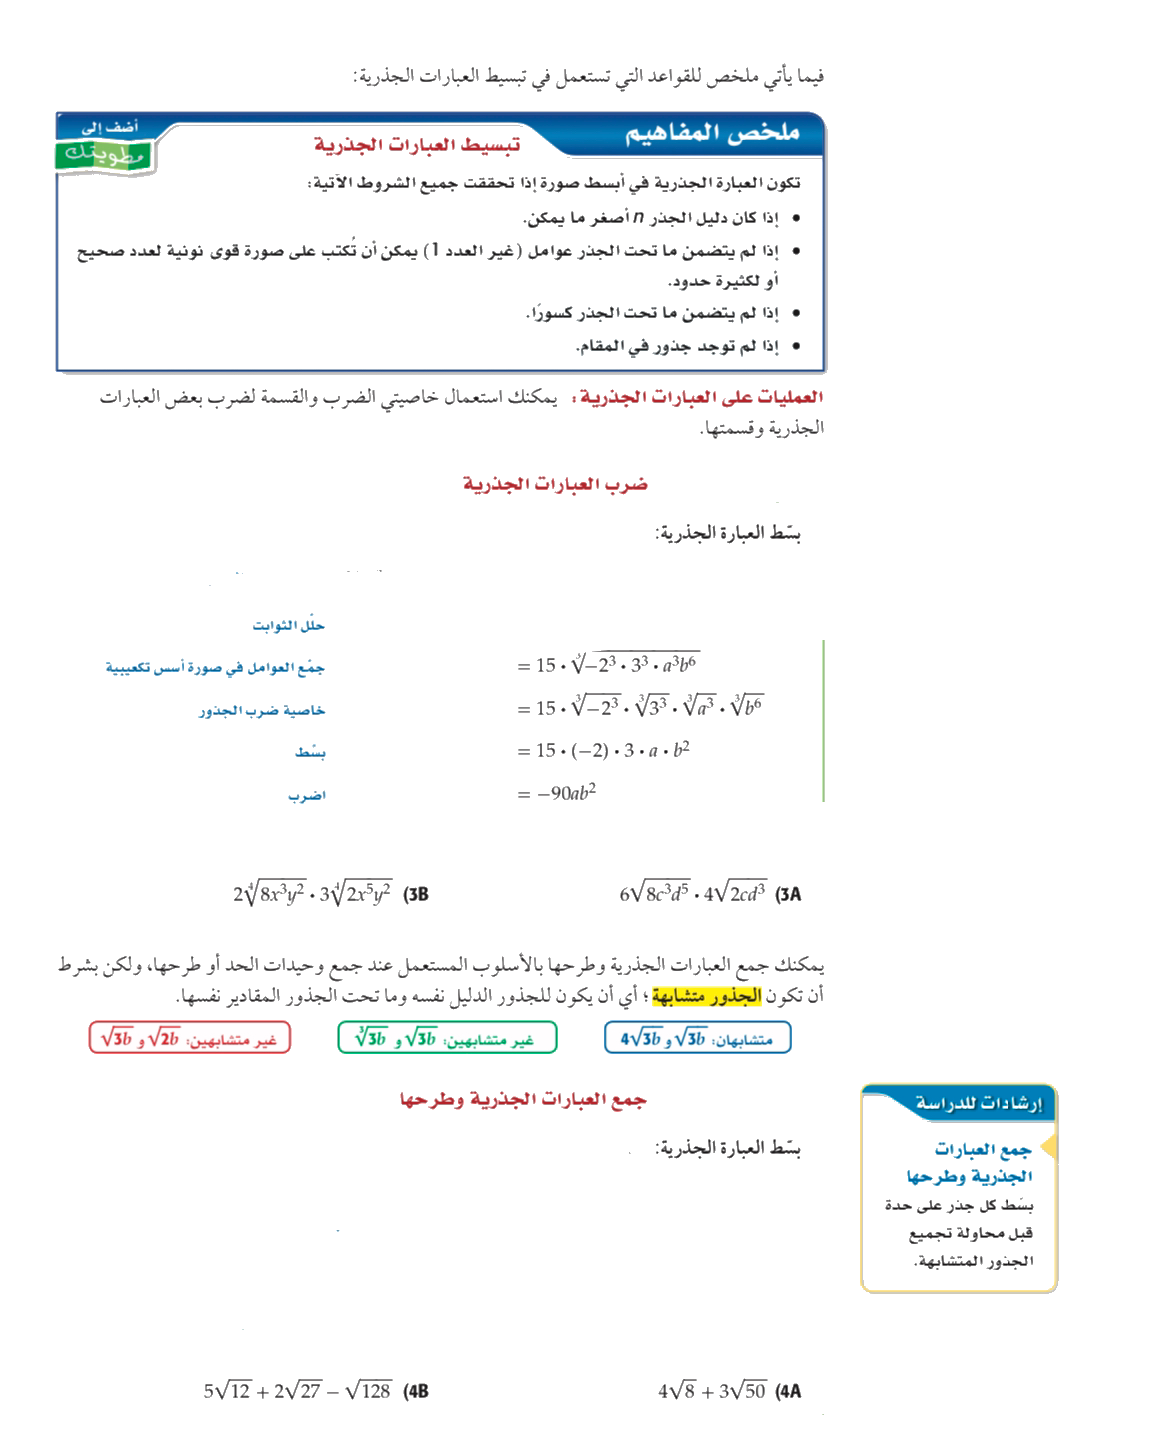 فيما يأتي ملخص للقواعد التي تستعمل في تبسيط العبارات الجذرية:
ملخص المفاهيم
أضف إلى
مطويتك
تبسيط العبارات الجذرية
تكون العبارة الجذرية في أبسط صورة إذا تحققت جميع الشروط الآتية:
• إذا كان دليل الجذر n أصغر ما يمكن.
• إذا لم يتضمن ما تحت الجذر عوامل (غير العدد 1) يمكن أن تُكتب على صورة قوى نونية لعدد صحيح
أو لكثيرة حدود.
• إذا لم يتضمن ما تحت الجذر كسورًا.
• إذا لم توجد جذور في المقام.
العمليات على العبارات الجذرية: يمكنك استعمال خاصيتي الضرب والقسمة لضرب بعض العبارات
الجذرية وقسمتها.
ضرب العبارات الجذرية
بسّط العبارة الجذرية:
حلّل الثوابت
= 15 • ∛(−2³ • 3³ • a³b⁶) جمّع العوامل في صورة أسس تكعيبية
= 15 • ∛(−2³) • ∛(3³) • ∛(a³) • ∛(b⁶) خاصية ضرب الجذور
= 15 • (−2) • 3 • a • b² بسّط
= −90ab² اضرب
(3A 6√(8c³d⁵) • 4√(2cd³)
(3B 2∜(8x³y²) • 3∜(2x⁵y²)
يمكنك جمع العبارات الجذرية وطرحها بالأسلوب المستعمل عند جمع وحيدات الحد أو طرحها، ولكن بشرط
أن تكون الجذور متشابهة؛ أي أن يكون للجذور الدليل نفسه وما تحت الجذور المقادير نفسها.
متشابهان: √(3b) و 4√(3b)
غير متشابهين: √(3b) و ∛(3b)
غير متشابهين: √(2b) و √(3b)
جمع العبارات الجذرية وطرحها
بسّط العبارة الجذرية:
إرشادات للدراسة
جمع العبارات
الجذرية وطرحها
بسّط كل جذر على حدة
قبل محاولة تجميع
الجذور المتشابهة.
(4A 4√8 + 3√50
(4B 5√12 + 2√27 − √128